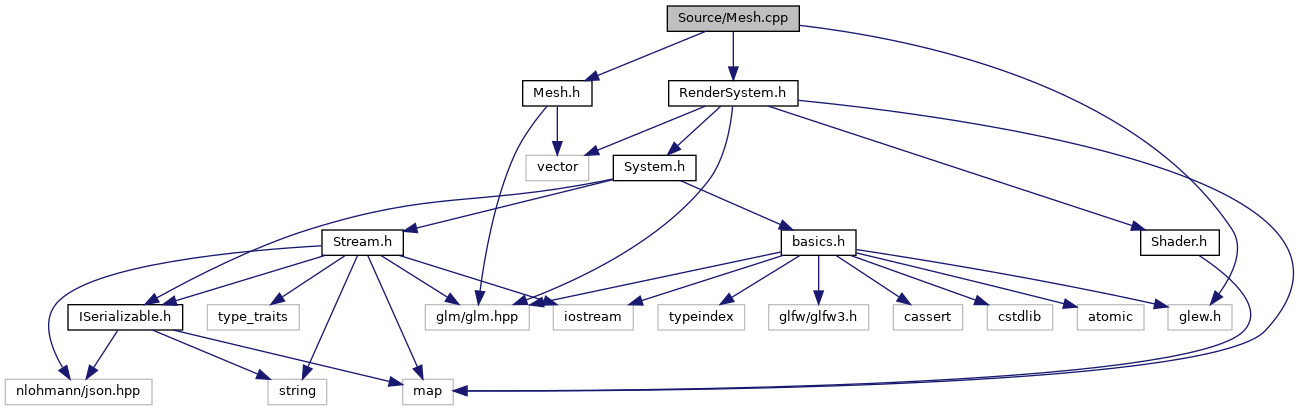 Source/Mesh.cpp
Mesh.h
RenderSystem.h
vector
System.h
Stream.h
basics.h
Shader.h
ISerializable.h
type_traits
glm/glm.hpp
iostream
typeindex
glfw/glfw3.h
cassert
cstdlib
atomic
glew.h
nlohmann/json.hpp
string
map